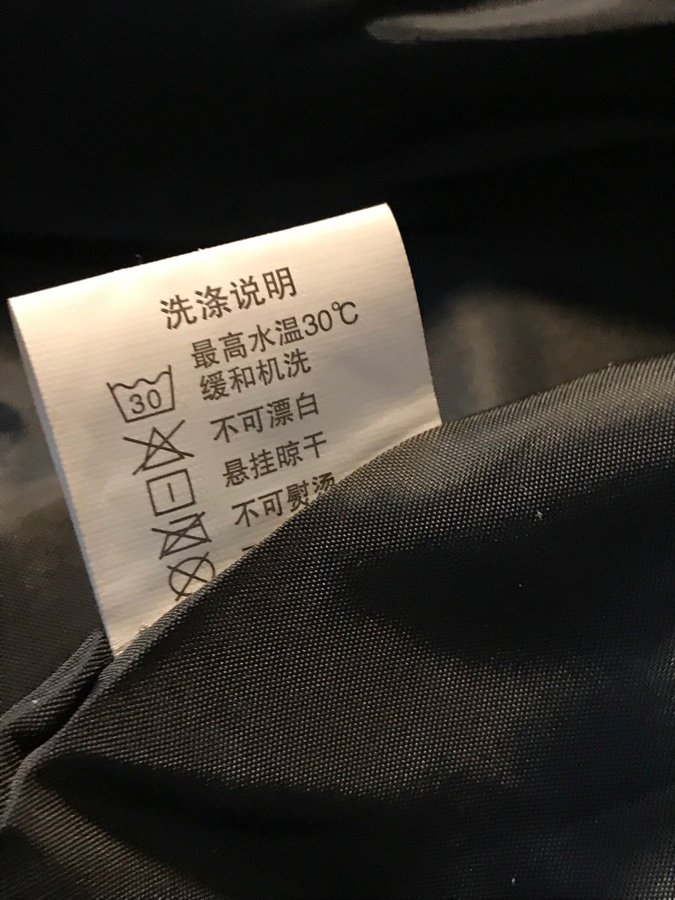 洗涤说明
最高水温30℃
缓和机洗
30
不可漂白
悬挂晾干
不可熨烫